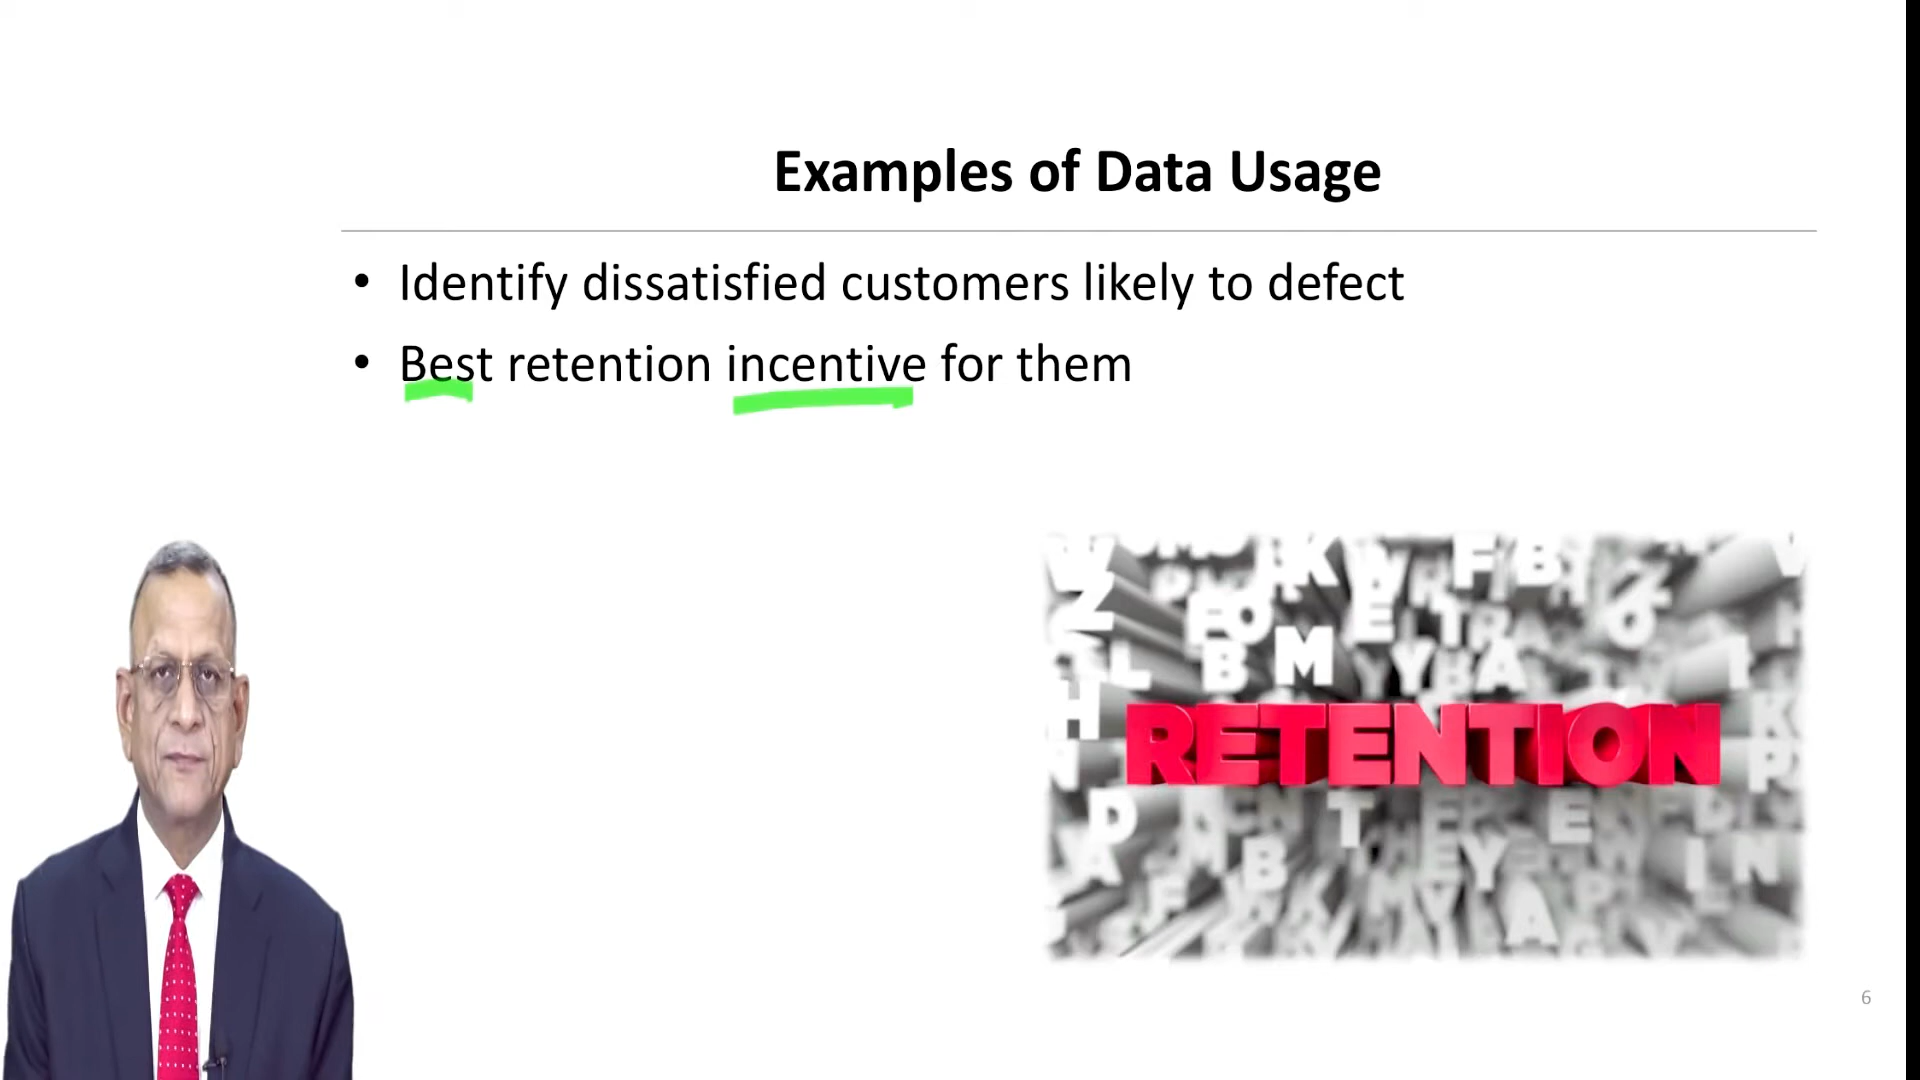 Examples of Data Usage
• Identify dissatisfied customers likely to defect
• Best retention incentive for them
RETENTION
6